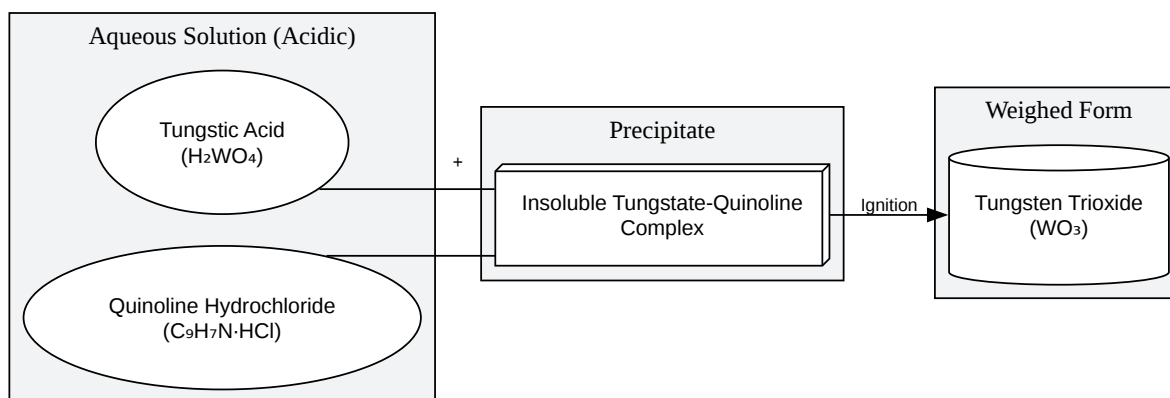 Aqueous Solution (Acidic)
Tungstic Acid
(H₂WO₄)
Quinoline Hydrochloride
(C₉H₇N·HCl)
+
Precipitate
Insoluble Tungstate-Quinoline
Complex
Ignition
Weighed Form
Tungsten Trioxide
(WO₃)